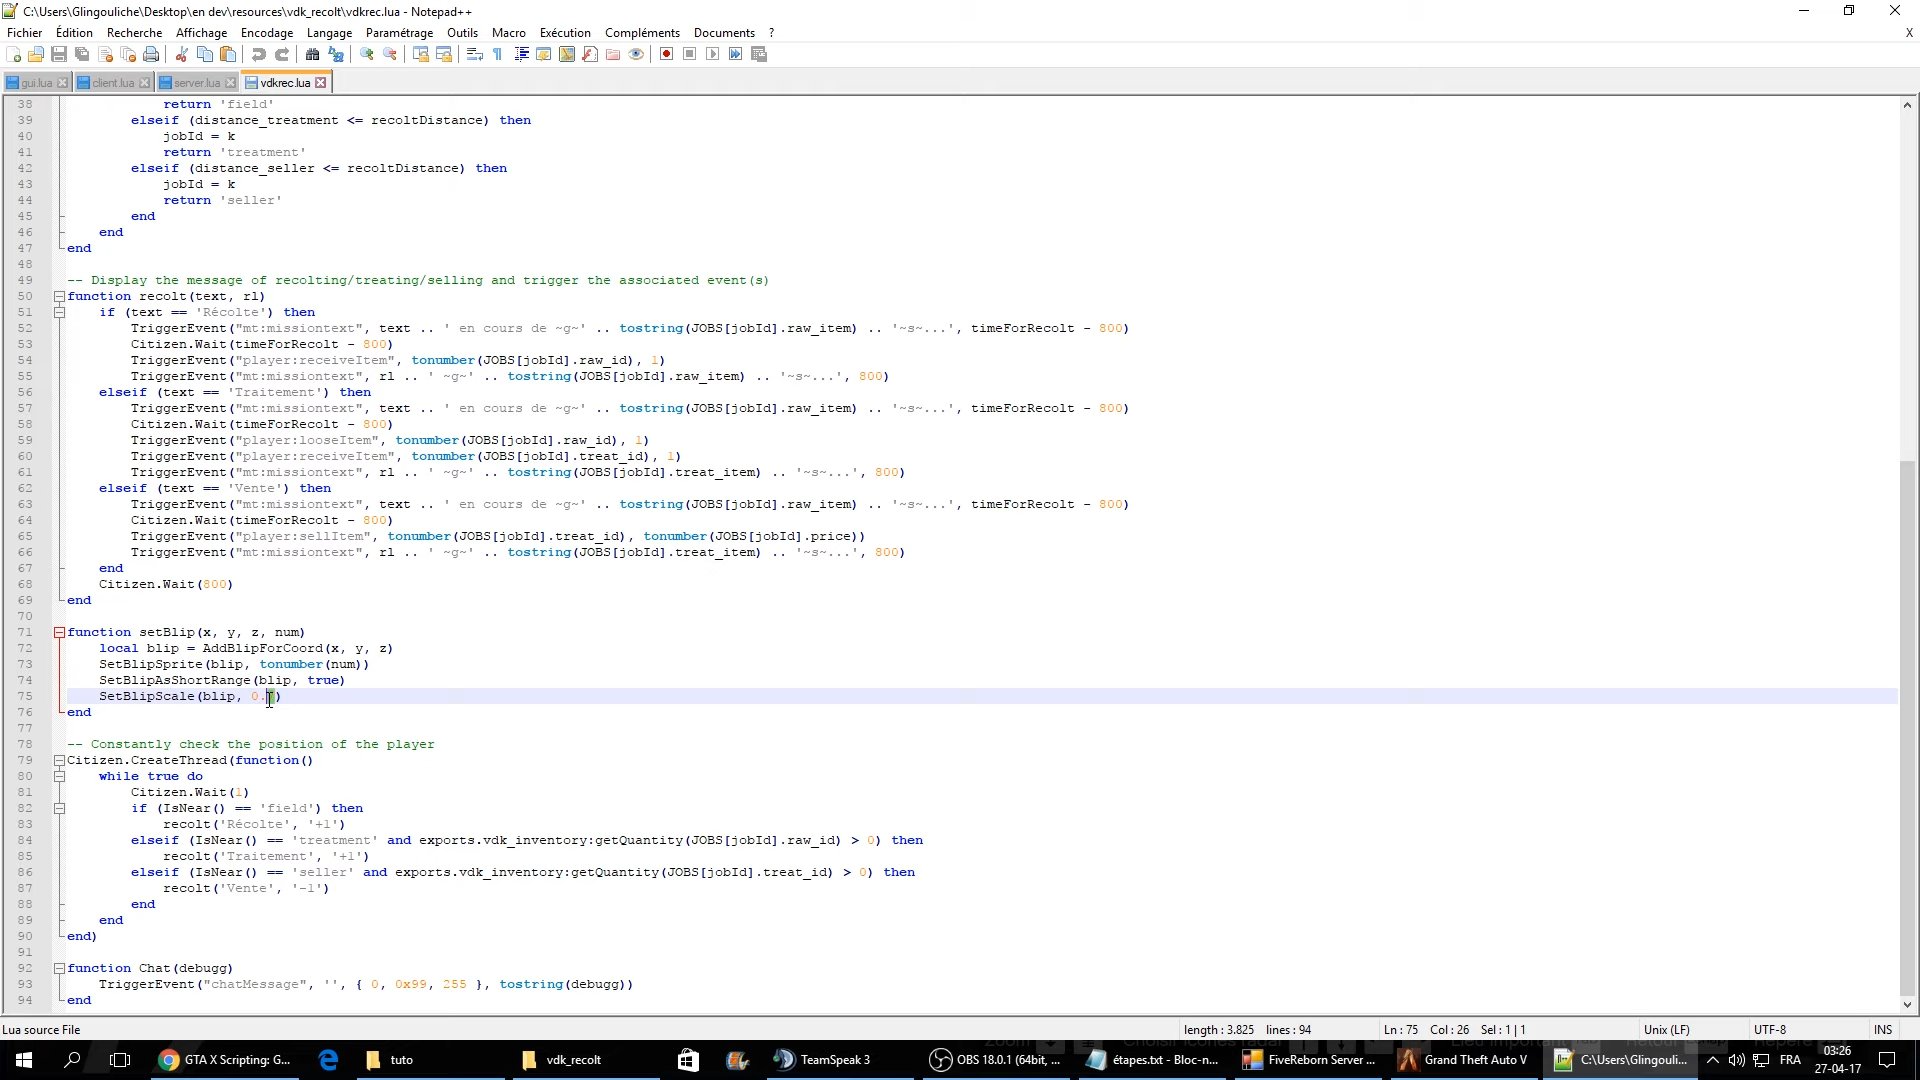 C:\Users\Glingouliche\Desktop\en dev\resources\vdk_recolt\vdkrec.lua - Notepad++
Fichier Édition Recherche Affichage Encodage Langage Paramétrage Outils Macro Exécution Compléments Documents ? X
gui.lua client.lua server.lua vdkrec.lua
38 return 'field'
39 elseif (distance_treatment <= recoltDistance) then
40 jobId = k
41 return 'treatment'
42 elseif (distance_seller <= recoltDistance) then
43 jobId = k
44 return 'seller'
45 end
46 end
47 end
48
49 -- Display the message of recolting/treating/selling and trigger the associated event(s)
50 function recolt(text, rl)
51 if (text == 'Récolte') then
52 TriggerEvent("mt:missiontext", text .. ' en cours de ~g~' .. tostring(JOBS[jobId].raw_item) .. '~s~...', timeForRecolt - 800)
53 Citizen.Wait(timeForRecolt - 800)
54 TriggerEvent("player:receiveItem", tonumber(JOBS[jobId].raw_id), 1)
55 TriggerEvent("mt:missiontext", rl .. ' ~g~' .. tostring(JOBS[jobId].raw_item) .. '~s~...', 800)
56 elseif (text == 'Traitement') then
57 TriggerEvent("mt:missiontext", text .. ' en cours de ~g~' .. tostring(JOBS[jobId].raw_item) .. '~s~...', timeForRecolt - 800)
58 Citizen.Wait(timeForRecolt - 800)
59 TriggerEvent("player:looseItem", tonumber(JOBS[jobId].raw_id), 1)
60 TriggerEvent("player:receiveItem", tonumber(JOBS[jobId].treat_id), 1)
61 TriggerEvent("mt:missiontext", rl .. ' ~g~' .. tostring(JOBS[jobId].treat_item) .. '~s~...', 800)
62 elseif (text == 'Vente') then
63 TriggerEvent("mt:missiontext", text .. ' en cours de ~g~' .. tostring(JOBS[jobId].raw_item) .. '~s~...', timeForRecolt - 800)
64 Citizen.Wait(timeForRecolt - 800)
65 TriggerEvent("player:sellItem", tonumber(JOBS[jobId].treat_id), tonumber(JOBS[jobId].price))
66 TriggerEvent("mt:missiontext", rl .. ' ~g~' .. tostring(JOBS[jobId].treat_item) .. '~s~...', 800)
67 end
68 Citizen.Wait(800)
69 end
70
71 function setBlip(x, y, z, num)
72 local blip = AddBlipForCoord(x, y, z)
73 SetBlipSprite(blip, tonumber(num))
74 SetBlipAsShortRange(blip, true)
75 SetBlipScale(blip, 0. )
76 end
77
78 -- Constantly check the position of the player
79 Citizen.CreateThread(function()
80 while true do
81 Citizen.Wait(1)
82 if (IsNear() == 'field') then
83 recolt('Récolte', '+1')
84 elseif (IsNear() == 'treatment' and exports.vdk_inventory:getQuantity(JOBS[jobId].raw_id) > 0) then
85 recolt('Traitement', '+1')
86 elseif (IsNear() == 'seller' and exports.vdk_inventory:getQuantity(JOBS[jobId].treat_id) > 0) then
87 recolt('Vente', '-1')
88 end
89 end
90 end)
91
92 function Chat(debugg)
93 TriggerEvent("chatMessage", '', { 0, 0x99, 255 }, tostring(debugg))
94 end
Lua source File length : 3.825 lines : 94 Ln : 75 Col : 26 Sel : 1 | 1 Unix (LF) UTF-8 INS
GTA X Scripting: G... tuto vdk_recolt TeamSpeak 3 OBS 18.0.1 (64bit, ... étapes.txt - Bloc-n... FiveReborn Server ... Grand Theft Auto V C:\Users\Glingouli... FRA 03:26
27-04-17